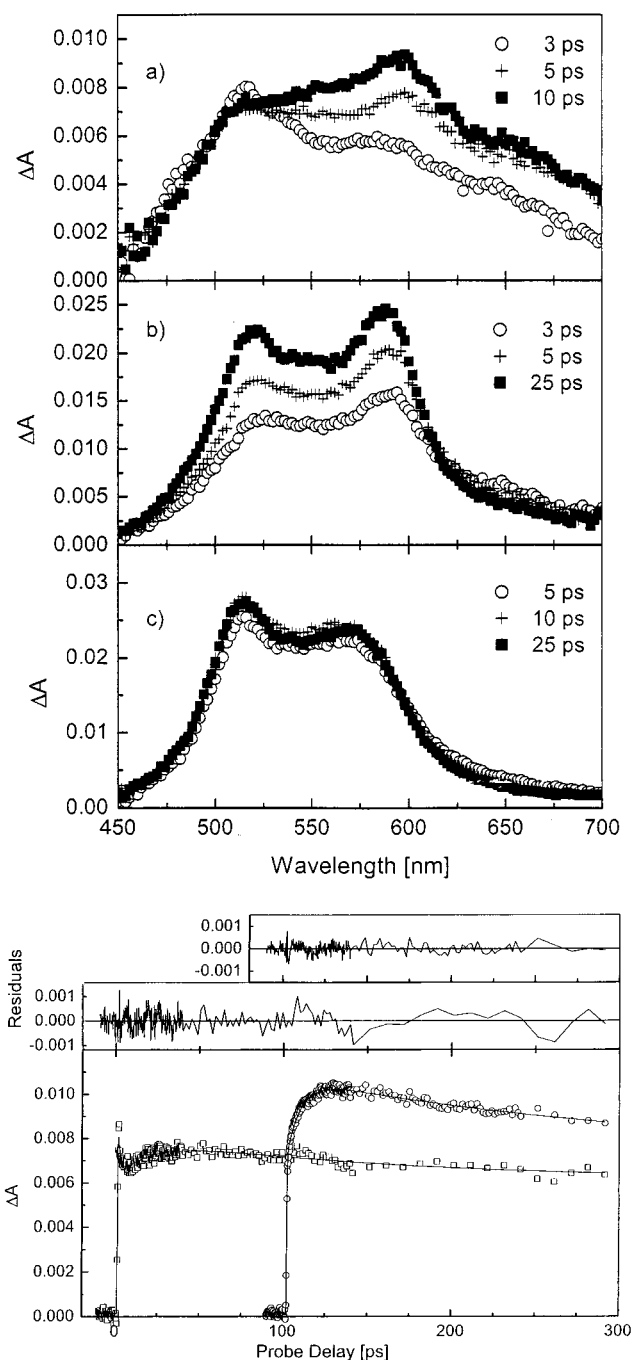 0.010
a)
3 ps
5 ps
10 ps
0.008
0.006
0.004
0.002
0.000
ΔA
0.025
b)
3 ps
5 ps
25 ps
0.020
0.015
0.010
0.005
0.000
ΔA
0.03
c)
5 ps
10 ps
25 ps
0.02
0.01
0.00
ΔA
450 500 550 600 650 700
Wavelength [nm]
0.001
0.000
-0.001
Residuals
0.001
0.000
-0.001
0.010
0.008
0.006
0.004
0.002
0.000
ΔA
0 100 200 300
Probe Delay [ps]